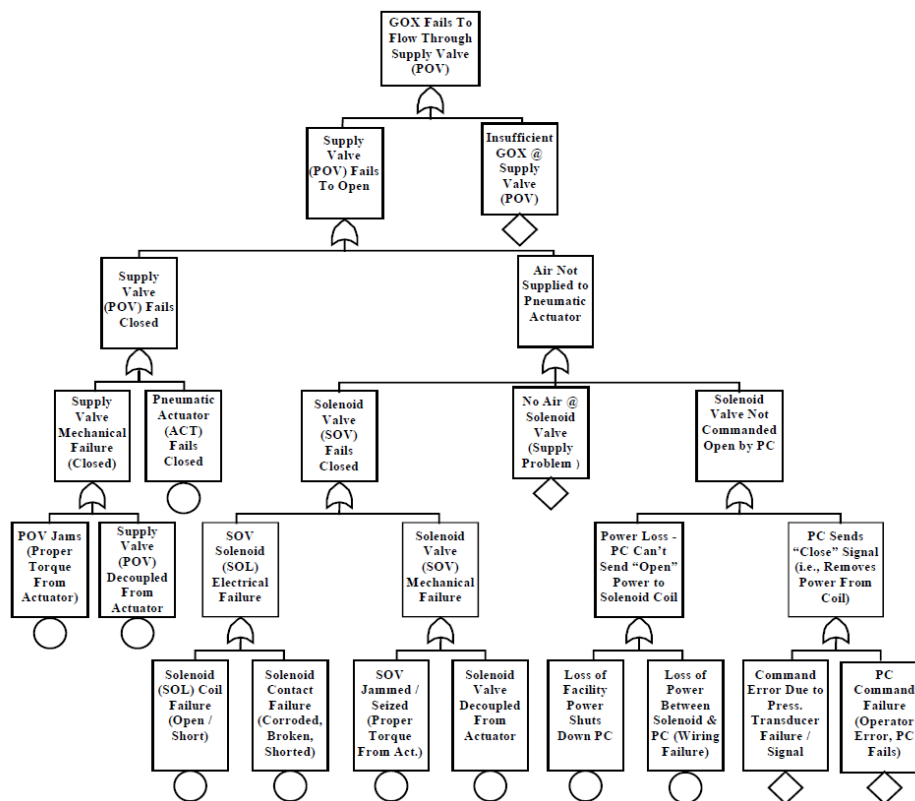 GOX Fails To
Flow Through
Supply Valve
(POV)
Supply
Valve
(POV) Fails
To Open
Insufficient
GOX @
Supply
Valve
(POV)
Supply
Valve
(POV) Fails
Closed
Air Not
Supplied to
Pneumatic
Actuator
Supply
Valve
Mechanical
Failure
(Closed)
Pneumatic
Actuator
(ACT)
Fails
Closed
Solenoid
Valve
(SOV)
Fails
Closed
No Air @
Solenoid
Valve
(Supply
Problem )
Solenoid
Valve Not
Commanded
Open by PC
POV Jams
(Proper
Torque
From
Actuator)
Supply
Valve (POV)
Decoupled
From
Actuator
SOV
Solenoid
(SOL)
Electrical
Failure
Solenoid
Valve
(SOV)
Mechanical
Failure
Power Loss -
PC Can't
Send “Open”
Power to
Solenoid Coil
PC Sends
“Close” Signal
(i.e., Removes
Power From
Coil)
Solenoid
(SOL) Coil
Failure
(Open /
Short)
Solenoid
Contact
Failure
(Corroded,
Broken,
Shorted)
SOV
Jammed /
Seized
(Proper
Torque
From Act.)
Solenoid
Valve
Decoupled
From
Actuator
Loss of
Facility
Power
Shuts
Down PC
Loss of
Power
Between
Solenoid &
PC (Wiring
Failure)
Command
Error Due to
Press.
Transducer
Failure /
Signal
PC
Command
Failure
(Operator
Error, PC
Fails)